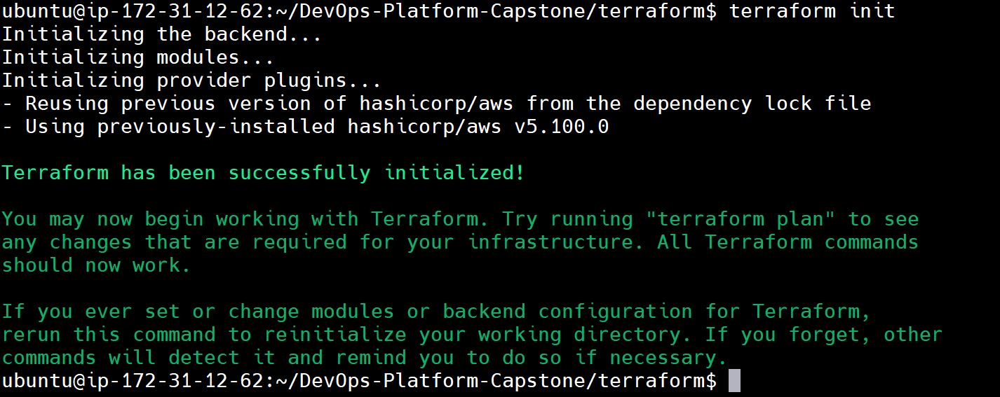 ubuntu@ip-172-31-12-62:~/DevOps-Platform-Capstone/terraform$ terraform init
Initializing the backend...
Initializing modules...
Initializing provider plugins...
- Reusing previous version of hashicorp/aws from the dependency lock file
- Using previously-installed hashicorp/aws v5.100.0
Terraform has been successfully initialized!
You may now begin working with Terraform. Try running "terraform plan" to see
any changes that are required for your infrastructure. All Terraform commands
should now work.
If you ever set or change modules or backend configuration for Terraform,
rerun this command to reinitialize your working directory. If you forget, other
commands will detect it and remind you to do so if necessary.
ubuntu@ip-172-31-12-62:~/DevOps-Platform-Capstone/terraform$